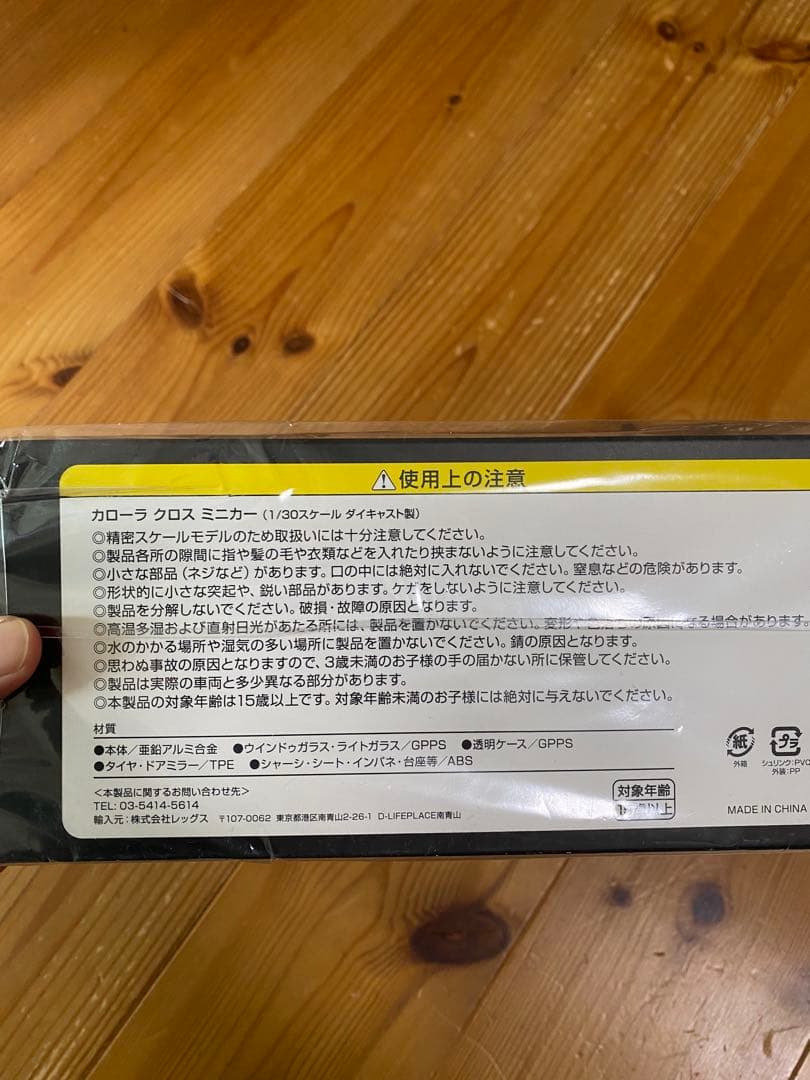 ⚠使用上の注意
カローラ クロス ミニカー(1/30スケール ダイキャスト製)
◎精密スケールモデルのため取扱いには十分注意してください。
◎製品各所の隙間に指や髪の毛や衣類などを入れたり挟まないように注意してください。
◎小さな部品(ネジなど)があります。口の中には絶対に入れないでください。窒息などの危険があります。
◎形状的に小さな突起や、鋭い部品があります。ケガをしないように注意してください。
◎製品を分解しないでください。破損・故障の原因となります。
◎高温多湿および直射日光があたる所には、製品を置かないでください。変形や になる場合があります。
◎水のかかる場所や湿気の多い場所に製品を置かないでください。錆の原因となります。
◎思わぬ事故の原因となりますので、3歳未満のお子様の手の届かない所に保管してください。
◎製品は実際の車両と多少異なる部分があります。
◎本製品の対象年齢は15歳以上です。対象年齢未満のお子様には絶対に与えないでください。
材質
●本体/亜鉛アルミ合金 ●ウインドゥガラス・ライトガラス/GPPS ●透明ケース/GPPS
●タイヤ・ドアミラー/TPE ●シャーシ・シート・インパネ・台座等/ABS
紙
外箱
プラ
シュリンク:PVC
外装:PP
<本製品に関するお問い合わせ先>
TEL: 03-5414-5614
輸入元:株式会社レッグス 〒107-0062 東京都港区南青山2-26-1 D-LIFEPLACE南青山
対象年齢
以上
MADE IN CHINA